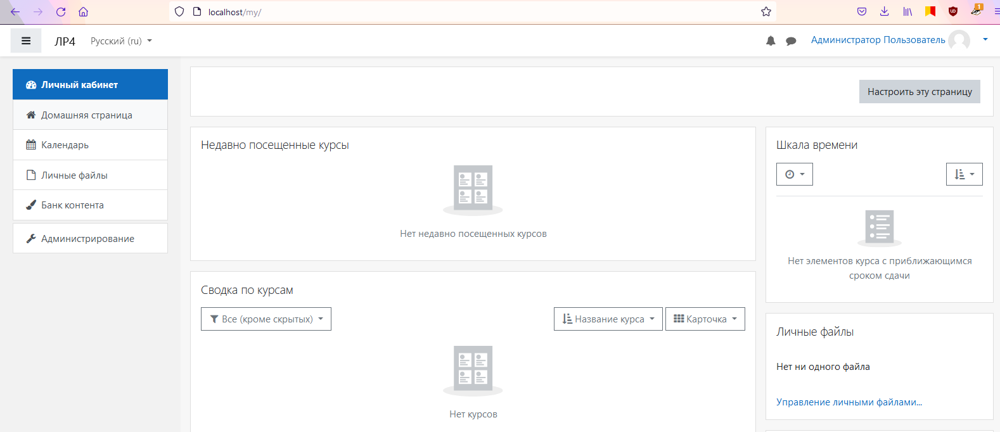 localhost/my/
1
ЛР4
Русский (ru)
Администратор Пользователь
Личный кабинет
Домашняя страница
Календарь
Личные файлы
Банк контента
Администрирование
Настроить эту страницу
Недавно посещенные курсы
Нет недавно посещенных курсов
Сводка по курсам
Все (кроме скрытых)
Название курса
Карточка
Нет курсов
Шкала времени
Нет элементов курса с приближающимся
сроком сдачи
Личные файлы
Нет ни одного файла
Управление личными файлами...